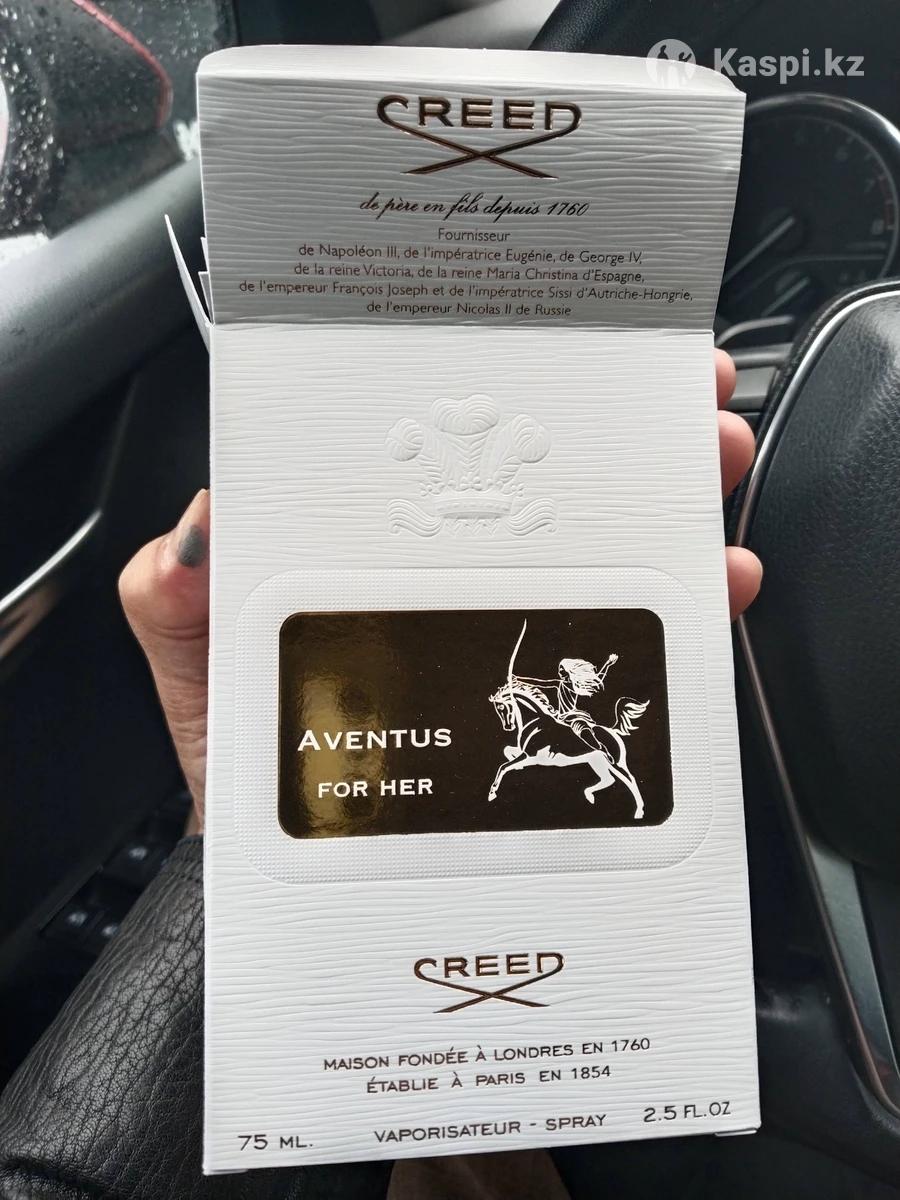 Kaspi.kz
CREED
de père en fils depuis 1760
Fournisseur
de Napoléon III, de l'impératrice Eugénie, de George IV,
de la reine Victoria, de la reine Maria Christina d'Espagne,
de l'empereur François Joseph et de l'impératrice Sissi d'Autriche-Hongrie,
de l'empereur Nicolas II de Russie
AVENTUS
FOR HER
CREED
MAISON FONDÉE À LONDRES EN 1760
ÉTABLIE À PARIS EN 1854
75 ML. VAPORISATEUR - SPRAY 2.5 FL.OZ